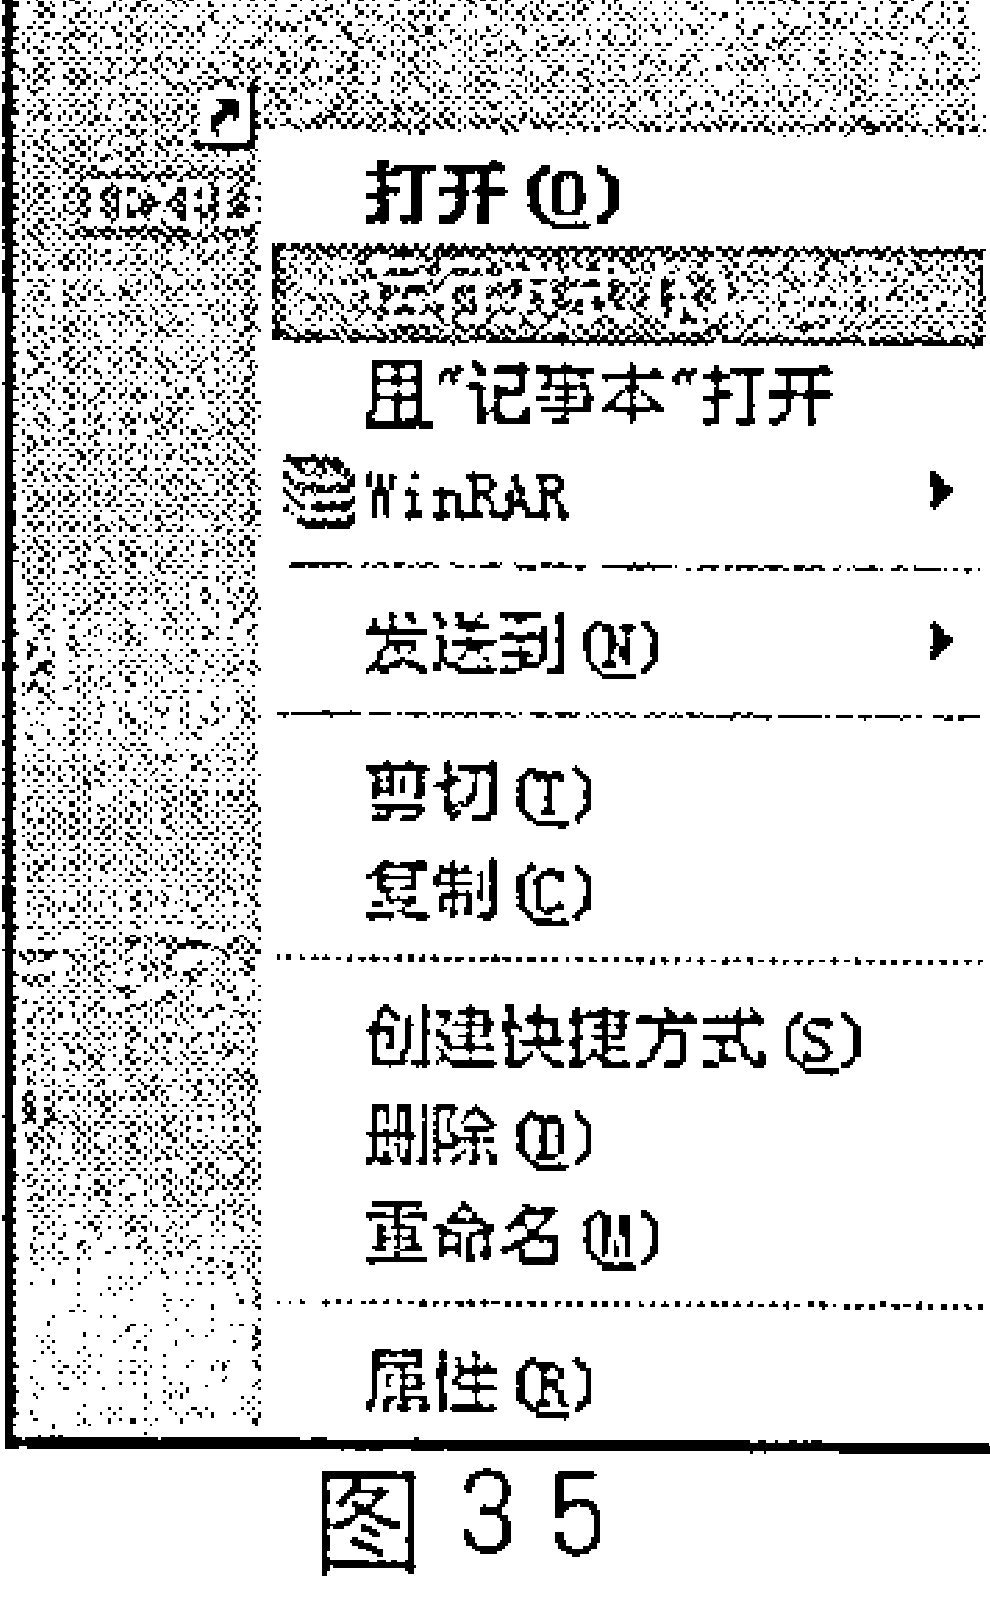 打开(O)
用"记事本"打开
WinRAR
发送到(N)
剪切(T)
复制(C)
创建快捷方式(S)
删除(D)
重命名(M)
属性(R)
图 35